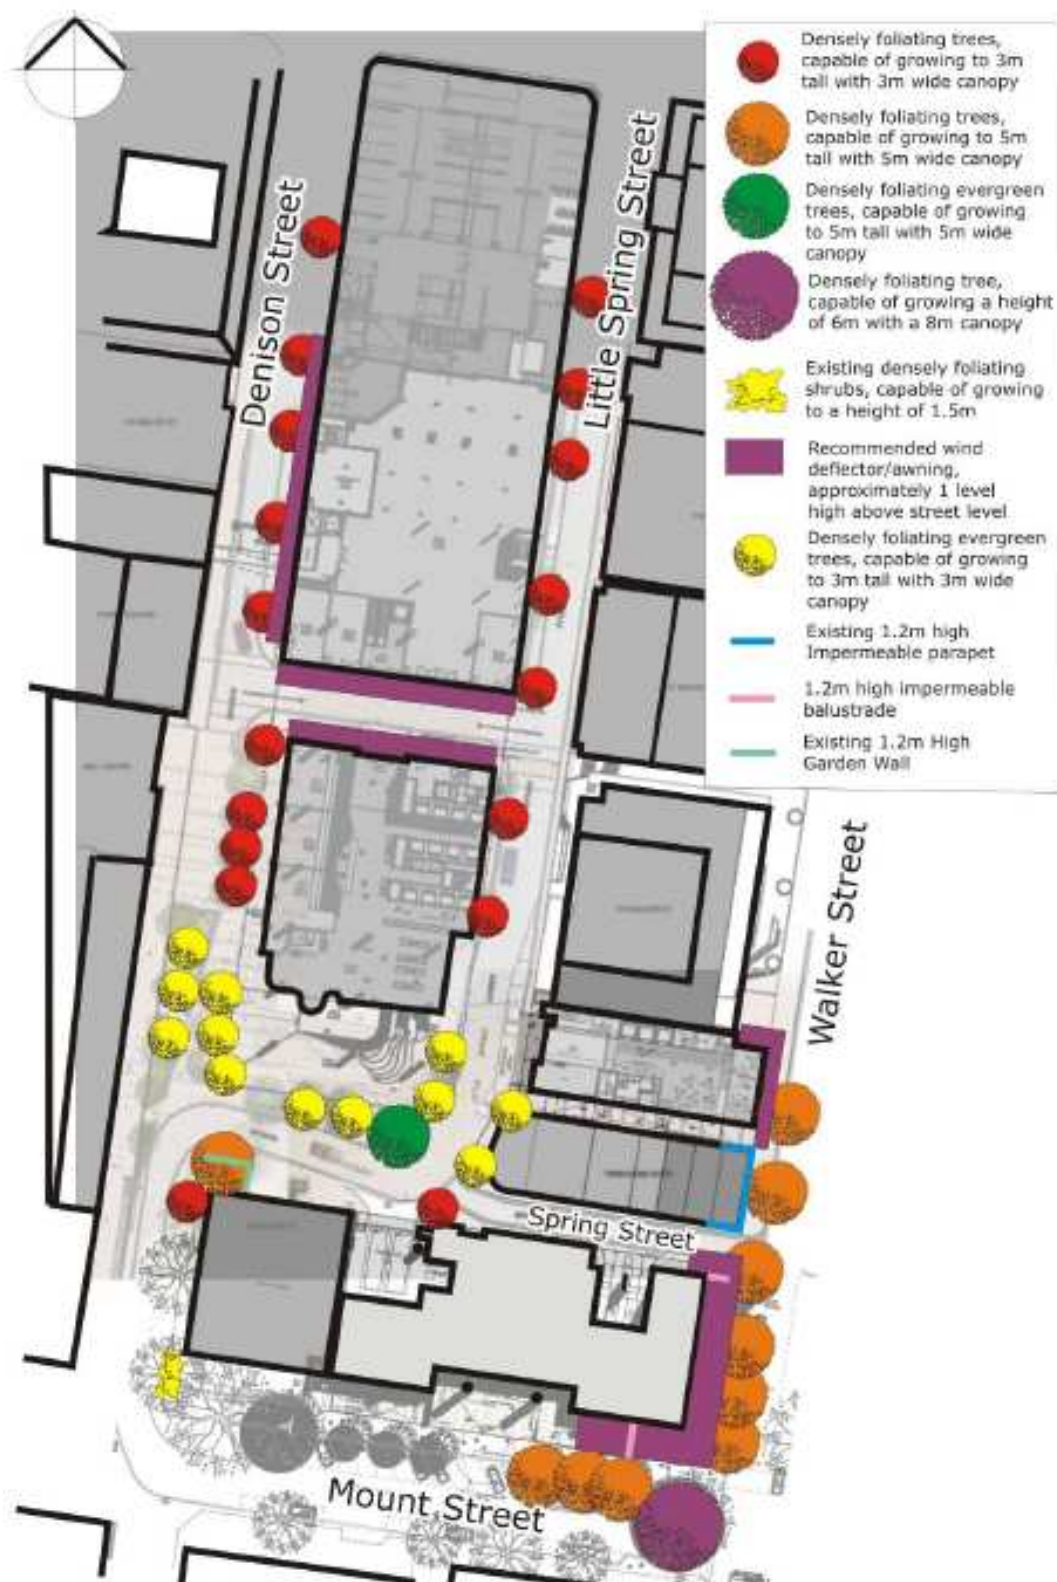 Densely foliating trees,
capable of growing to 3m
tall with 3m wide canopy
Densely foliating trees,
capable of growing to 5m
tall with 5m wide canopy
Densely foliating evergreen
trees, capable of growing
to 5m tall with 5m wide
canopy
Densely foliating tree,
capable of growing a height
of 6m with a 8m canopy
Existing densely foliating
shrubs, capable of growing
to a height of 1.5m
Recommended wind
deflector/awning,
approximately 1 level
high above street level
Densely foliating evergreen
trees, capable of growing
to 3m tall with 3m wide
canopy
Existing 1.2m high
Impermeable parapet
1.2m high impermeable
balustrade
Existing 1.2m High
Garden Wall
Denison Street
Little Spring Street
Walker Street
Spring Street
Mount Street